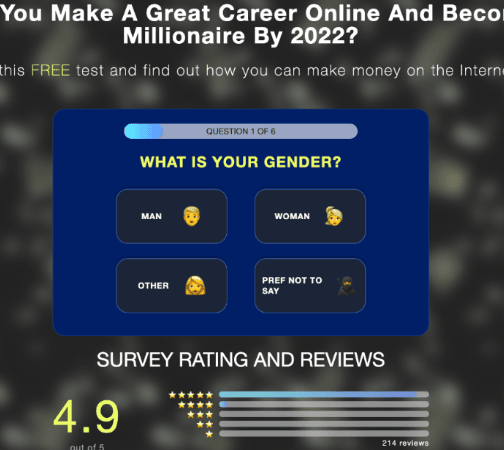 You Make A Great Career Online And Beco
Millionaire By 2022?
this FREE test and find out how you can make money on the Intern
QUESTION 1 OF 6
WHAT IS YOUR GENDER?
MAN
WOMAN
OTHER
PREF NOT TO
SAY
SURVEY RATING AND REVIEWS
4.9
out of 5
214 reviews